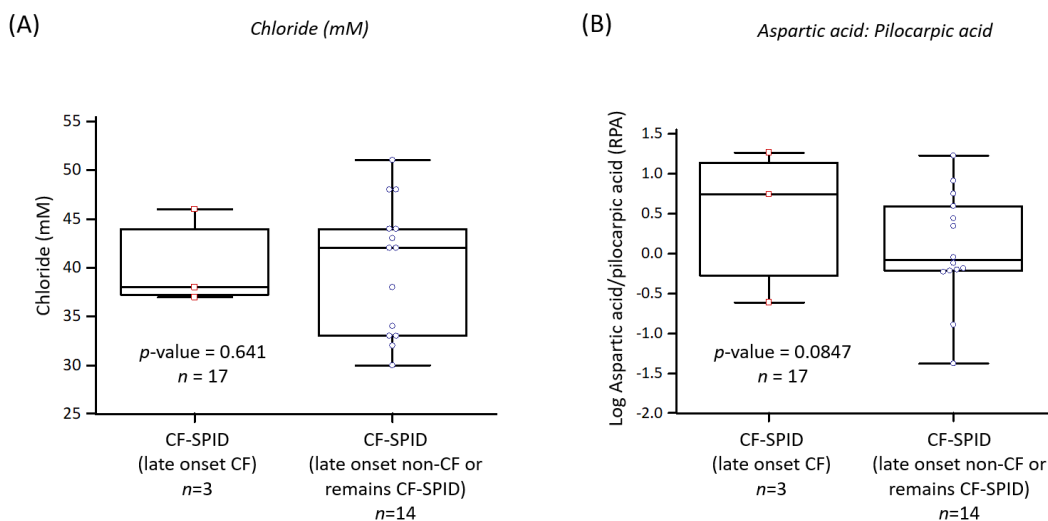 (A)
Chloride (mM)
Chloride (mM)
55
50
45
40
35
30
25
p-value = 0.641
n = 17
CF-SPID
(late onset CF)
n=3
CF-SPID
(late onset non-CF or
remains CF-SPID)
n=14
(B)
Aspartic acid: Pilocarpic acid
Log Aspartic acid/pilocarpic acid (RPA)
1.5
1.0
0.5
0.0
-0.5
-1.0
-1.5
-2.0
p-value = 0.0847
n = 17
CF-SPID
(late onset CF)
n=3
CF-SPID
(late onset non-CF or
remains CF-SPID)
n=14